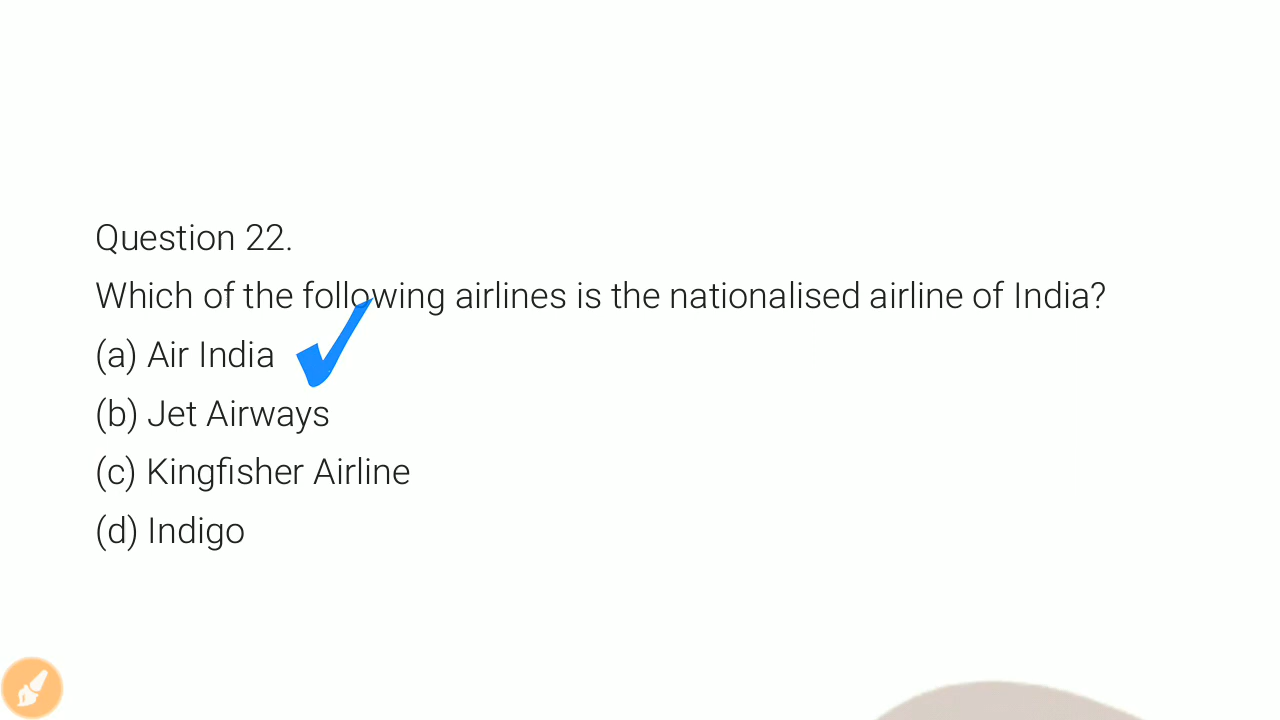 Question 22.
Which of the following airlines is the nationalised airline of India?
(a) Air India
(b) Jet Airways
(c) Kingfisher Airline
(d) Indigo